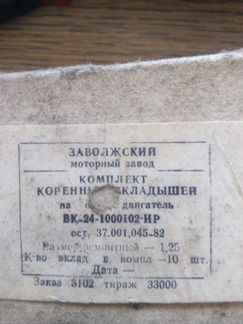 ЗАВОЛЖСКИЙ
моторный завод
КОМПЛЕКТ
КОРЕННЫХ ВКЛАДЫШЕЙ
на двигатель
ВК-24-1000102-ИР
ост. 37.001.045-82
Размер ремонтный — 1,25
К-во вклад в компл —10 шт.
Дата —
Заказ 3102 тираж 33000